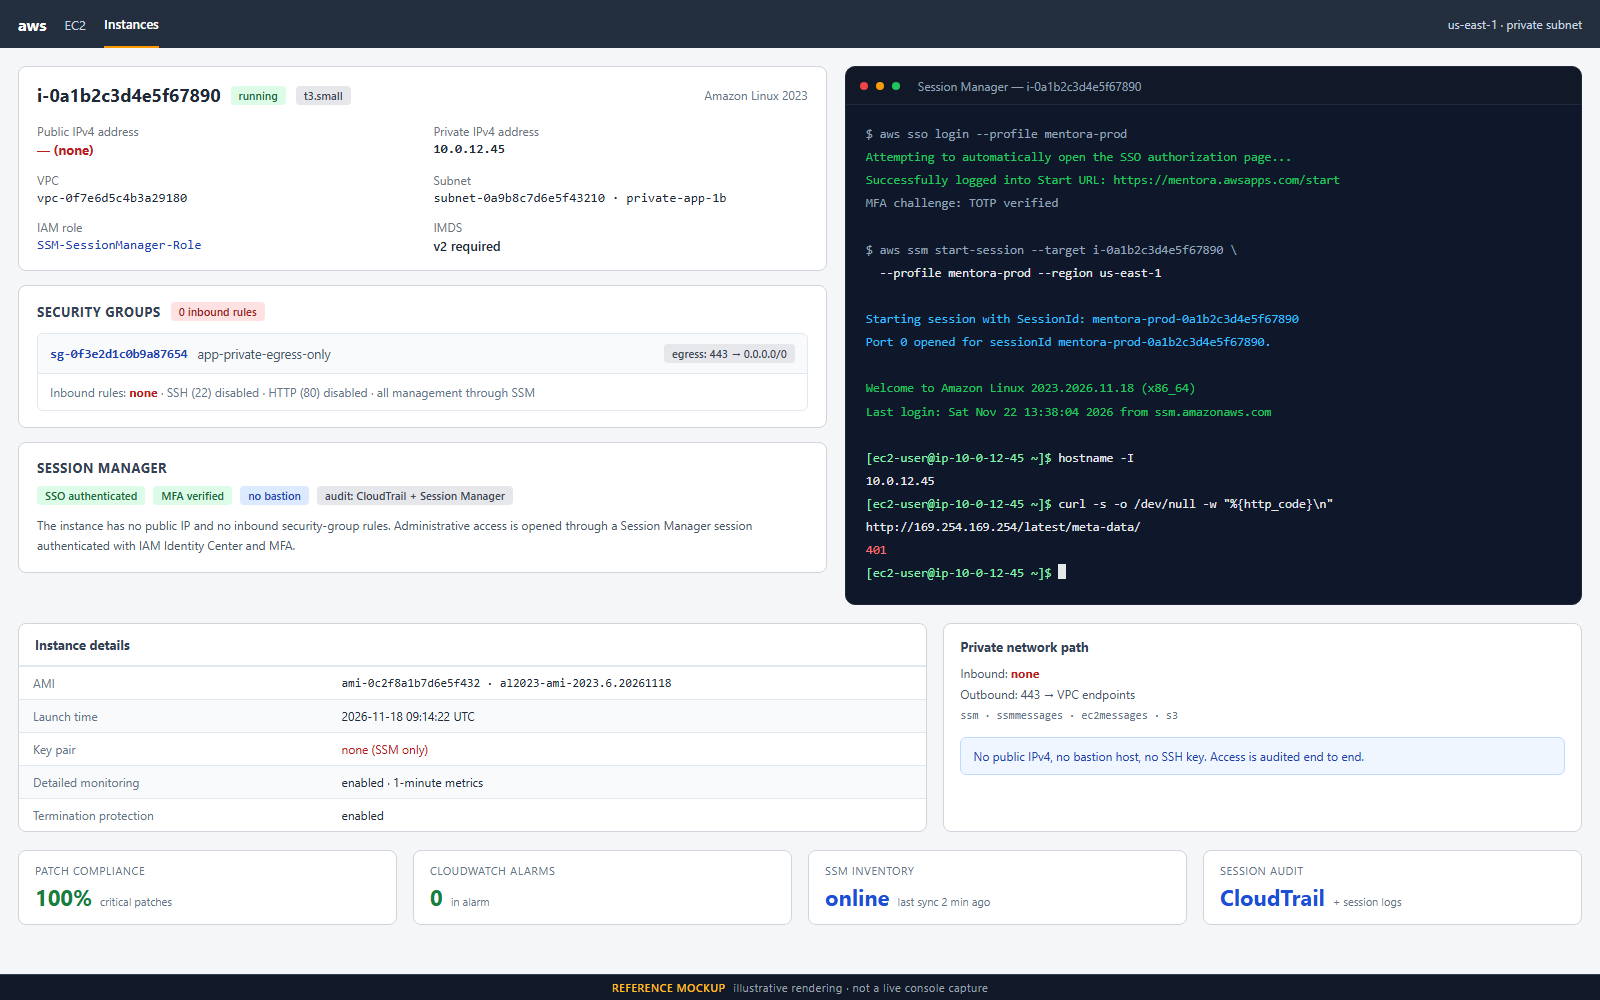 aws EC2 Instances us-east-1 · private subnet
i-0a1b2c3d4e5f67890 running t3.small Amazon Linux 2023
Public IPv4 address
— (none)
Private IPv4 address
10.0.12.45
VPC
vpc-0f7e6d5c4b3a29180
Subnet
subnet-0a9b8c7d6e5f43210 · private-app-1b
IAM role
SSM-SessionManager-Role
IMDS
v2 required
SECURITY GROUPS 0 inbound rules
sg-0f3e2d1c0b9a87654 app-private-egress-only egress: 443 → 0.0.0.0/0
Inbound rules: none · SSH (22) disabled · HTTP (80) disabled · all management through SSM
SESSION MANAGER
SSO authenticated MFA verified no bastion audit: CloudTrail + Session Manager
The instance has no public IP and no inbound security-group rules. Administrative access is opened through a Session Manager session
authenticated with IAM Identity Center and MFA.
Session Manager — i-0a1b2c3d4e5f67890
$ aws sso login --profile mentora-prod
Attempting to automatically open the SSO authorization page...
Successfully logged into Start URL: https://mentora.awsapps.com/start
MFA challenge: TOTP verified
$ aws ssm start-session --target i-0a1b2c3d4e5f67890 \
--profile mentora-prod --region us-east-1
Starting session with SessionId: mentora-prod-0a1b2c3d4e5f67890
Port 0 opened for sessionId mentora-prod-0a1b2c3d4e5f67890.
Welcome to Amazon Linux 2023.2026.11.18 (x86_64)
Last login: Sat Nov 22 13:38:04 2026 from ssm.amazonaws.com
[ec2-user@ip-10-0-12-45 ~]$ hostname -I
10.0.12.45
[ec2-user@ip-10-0-12-45 ~]$ curl -s -o /dev/null -w "%{http_code}\n"
http://169.254.169.254/latest/meta-data/
401
[ec2-user@ip-10-0-12-45 ~]$
Instance details
AMI ami-0c2f8a1b7d6e5f432 · al2023-ami-2023.6.20261118
Launch time 2026-11-18 09:14:22 UTC
Key pair none (SSM only)
Detailed monitoring enabled · 1-minute metrics
Termination protection enabled
Private network path
Inbound: none
Outbound: 443 → VPC endpoints
ssm · ssmmessages · ec2messages · s3
No public IPv4, no bastion host, no SSH key. Access is audited end to end.
PATCH COMPLIANCE
100% critical patches
CLOUDWATCH ALARMS
0 in alarm
SSM INVENTORY
online last sync 2 min ago
SESSION AUDIT
CloudTrail + session logs
REFERENCE MOCKUP illustrative rendering · not a live console capture